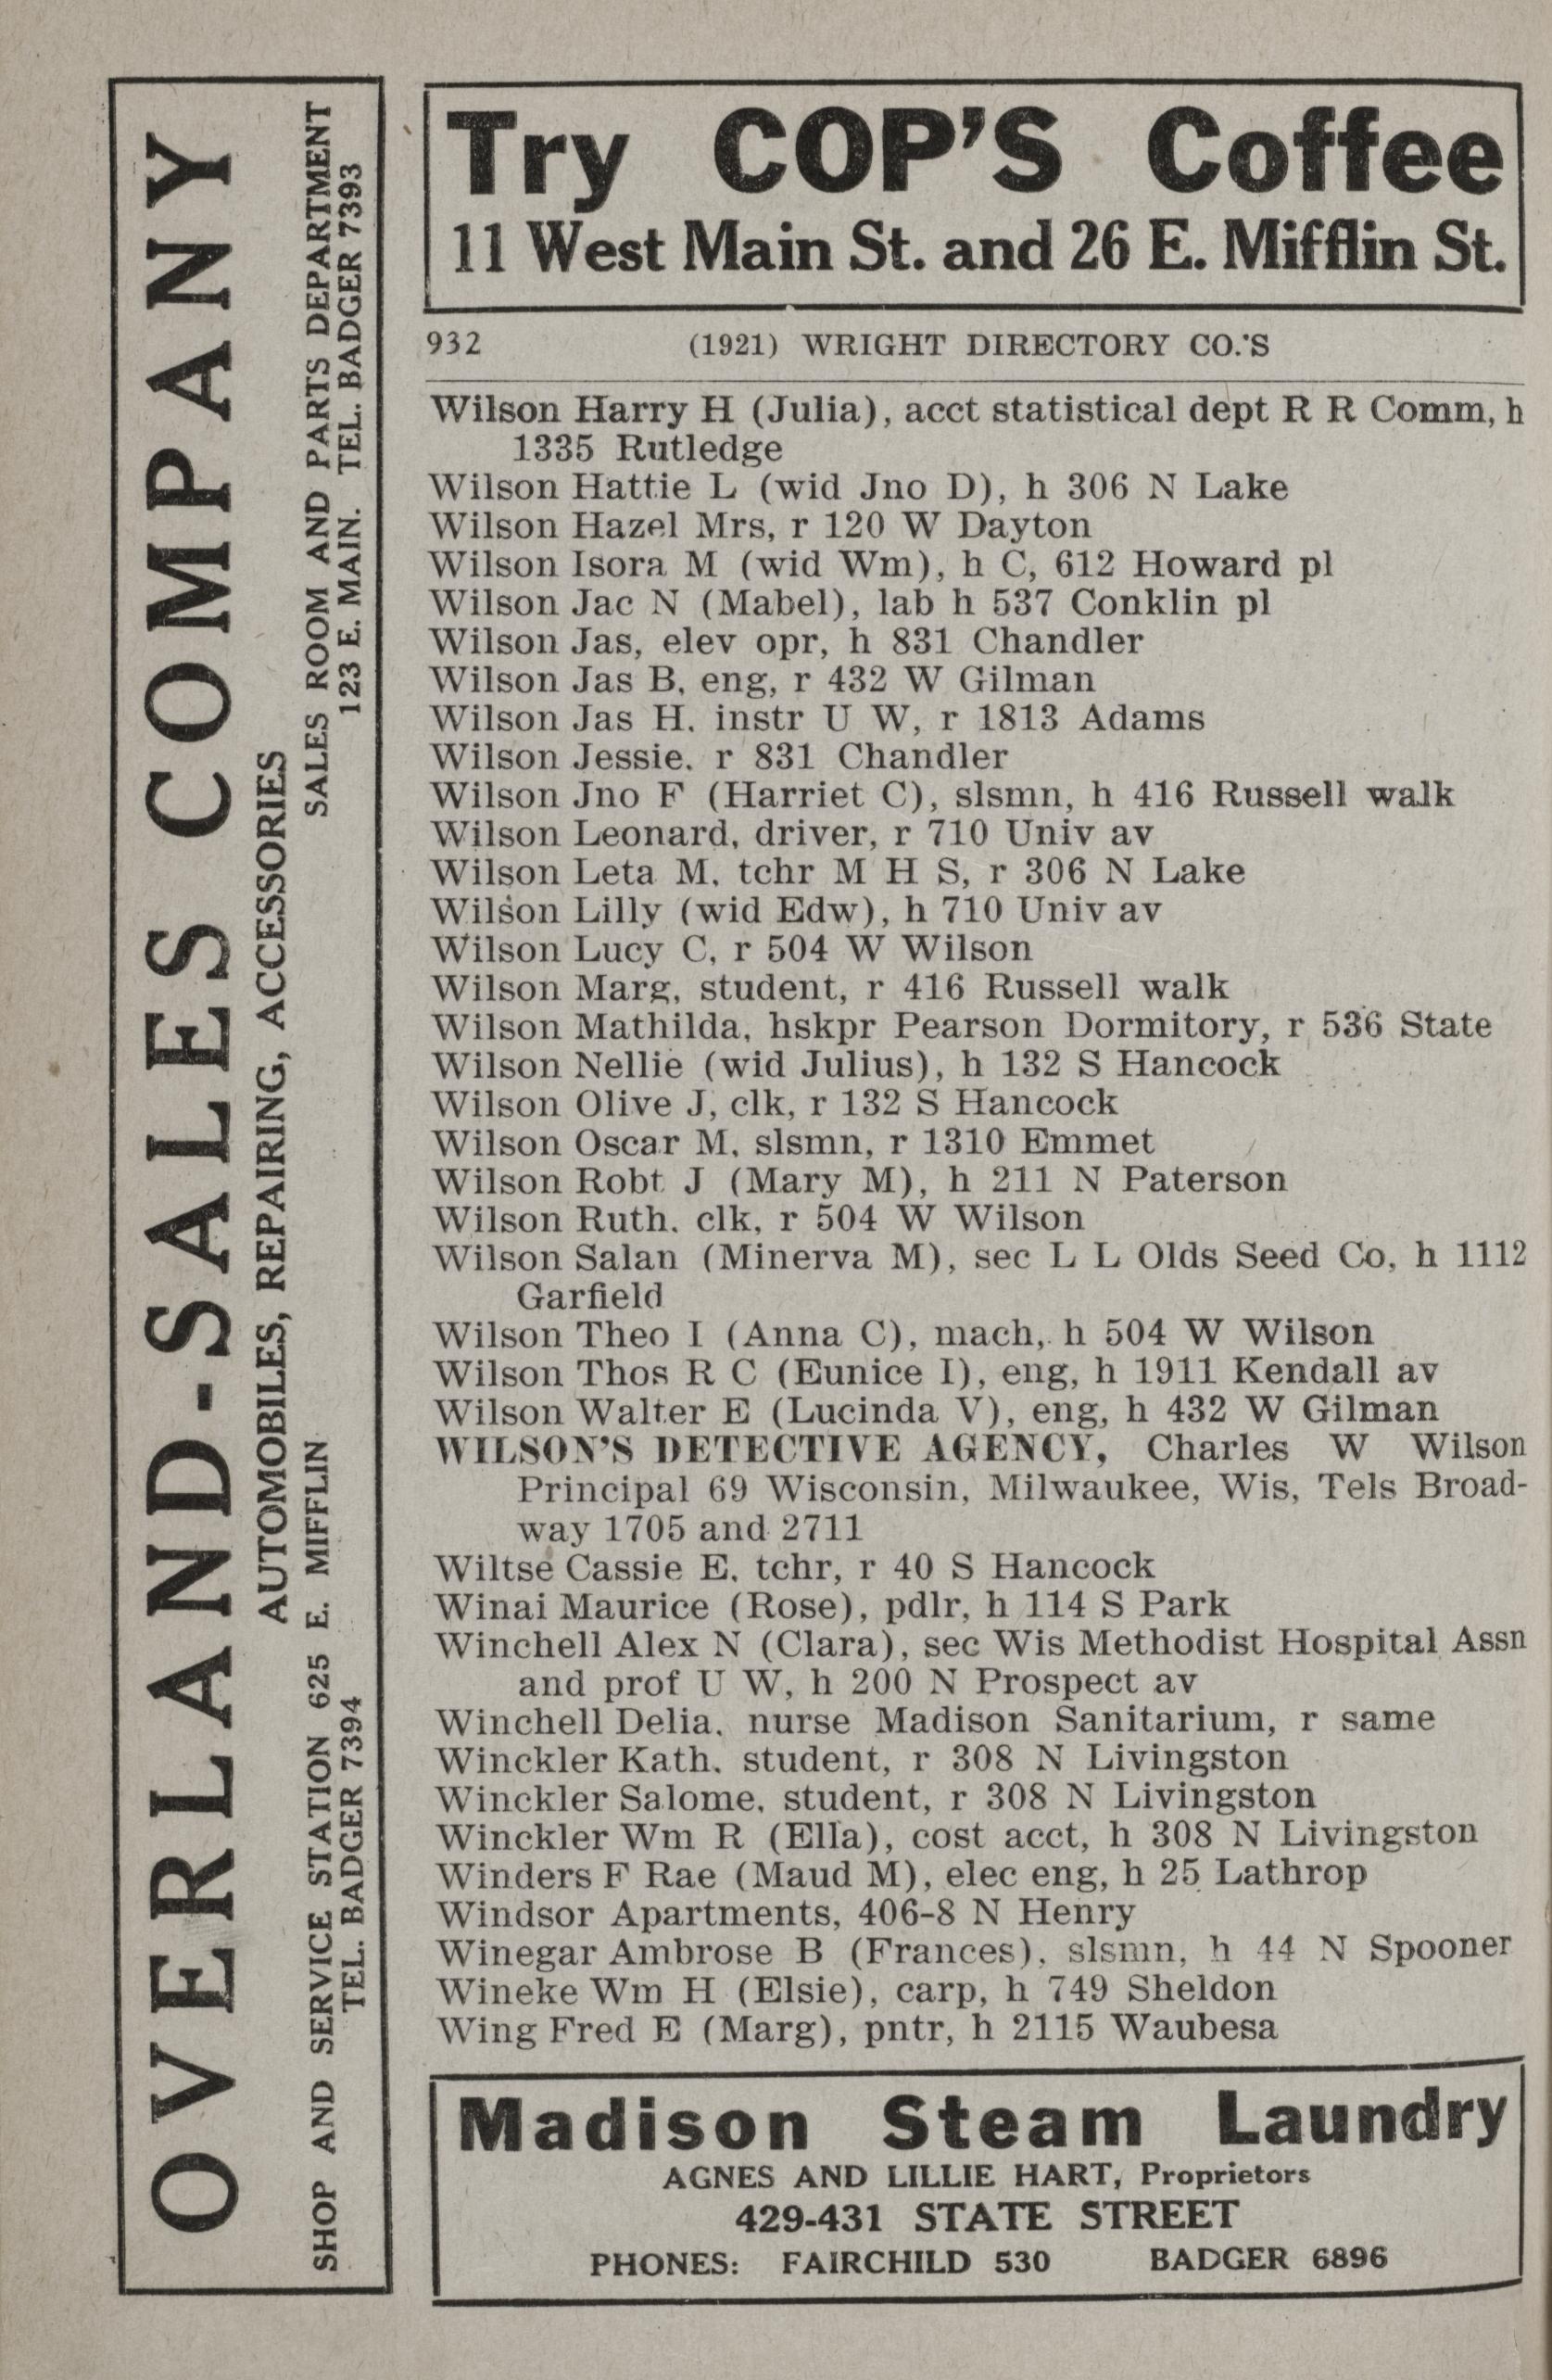 OVERLAND-SALES COMPANY
AUTOMOBILES, REPAIRING, ACCESSORIES
SHOP AND SERVICE STATION 625 E. MIFFLIN
TEL. BADGER 7394
SALES ROOM AND PARTS DEPARTMENT
123 E. MAIN. TEL. BADGER 7393
Try COP'S Coffee
11 West Main St. and 26 E. Mifflin St.
932 (1921) WRIGHT DIRECTORY CO.'S
Wilson Harry H (Julia), acct statistical dept R R Comm, h
1335 Rutledge
Wilson Hattie L (wid Jno D), h 306 N Lake
Wilson Hazel Mrs, r 120 W Dayton
Wilson Isora M (wid Wm), h C, 612 Howard pl
Wilson Jac N (Mabel), lab h 537 Conklin pl
Wilson Jas, elev opr, h 831 Chandler
Wilson Jas B, eng, r 432 W Gilman
Wilson Jas H. instr U W, r 1813 Adams
Wilson Jessie. r 831 Chandler
Wilson Jno F (Harriet C), slsmn, h 416 Russell walk
Wilson Leonard, driver, r 710 Univ av
Wilson Leta M, tchr M H S, r 306 N Lake
Wilson Lilly (wid Edw), h 710 Univ av
Wilson Lucy C, r 504 W Wilson
Wilson Marg, student, r 416 Russell walk
Wilson Mathilda, hskpr Pearson Dormitory, r 536 State
Wilson Nellie (wid Julius), h 132 S Hancock
Wilson Olive J, clk, r 132 S Hancock
Wilson Oscar M, slsmn, r 1310 Emmet
Wilson Robt J (Mary M), h 211 N Paterson
Wilson Ruth. clk, r 504 W Wilson
Wilson Salan (Minerva M), sec L L Olds Seed Co, h 1112
Garfield
Wilson Theo I (Anna C), mach, h 504 W Wilson
Wilson Thos R C (Eunice I), eng, h 1911 Kendall av
Wilson Walter E (Lucinda V), eng, h 432 W Gilman
WILSON'S DETECTIVE AGENCY, Charles W Wilson
Principal 69 Wisconsin, Milwaukee, Wis, Tels Broad-
way 1705 and 2711
Wiltse Cassie E, tchr, r 40 S Hancock
Winai Maurice (Rose), pdlr, h 114 S Park
Winchell Alex N (Clara), sec Wis Methodist Hospital Assn
and prof U W, h 200 N Prospect av
Winchell Delia. nurse Madison Sanitarium, r same
Winckler Kath. student, r 308 N Livingston
Winckler Salome, student, r 308 N Livingston
Winckler Wm R (Ella), cost acct, h 308 N Livingston
Winders F Rae (Maud M), elec eng, h 25 Lathrop
Windsor Apartments, 406-8 N Henry
Winegar Ambrose B (Frances), slsmn, h 44 N Spooner
Wineke Wm H (Elsie), carp, h 749 Sheldon
Wing Fred E (Marg), pntr, h 2115 Waubesa
Madison Steam Laundry
AGNES AND LILLIE HART, Proprietors
429-431 STATE STREET
PHONES: FAIRCHILD 530 BADGER 6896